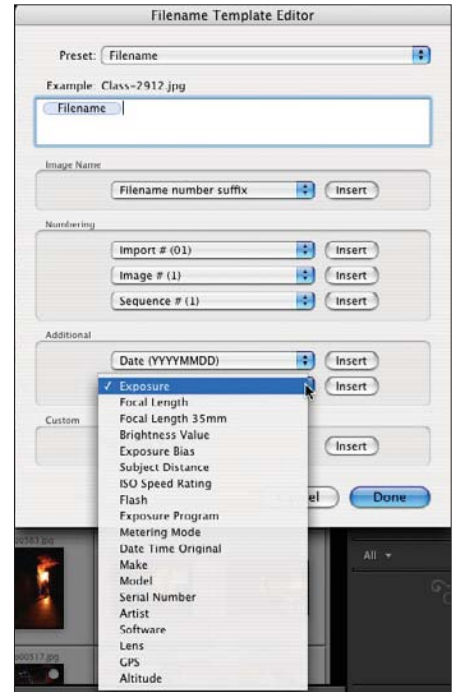 Filename Template Editor
Preset: Filename
Example: Class-2912.jpg
Filename
Image Name
Filename number suffix Insert
Numbering
Import # (01) Insert
Image # (1) Insert
Sequence # (1) Insert
Additional
Date (YYYYMMDD) Insert
✓ Exposure Insert
Focal Length
Focal Length 35mm
Custom
Brightness Value
Exposure Bias Insert
Subject Distance
ISO Speed Rating
Flash el Done
Exposure Program
Metering Mode
Date Time Original
All
Make
Model
Serial Number
Artist
Software
Lens
GPS
Altitude